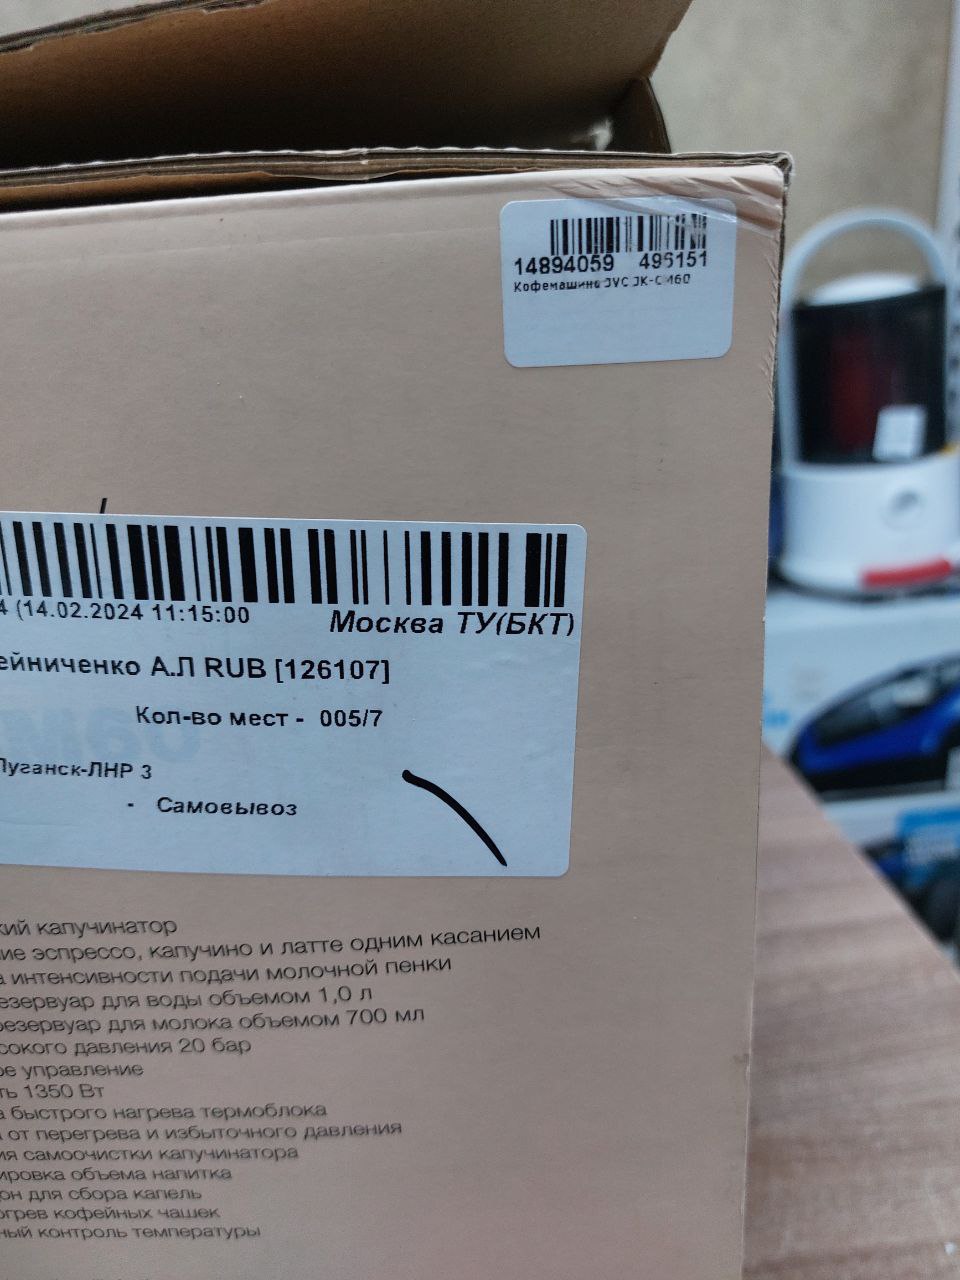 14894059 496151
Кофемашина JVC JK-CM60
4 (14.02.2024 11:15:00
Москва ТУ(БКТ)
ейниченко А.Л RUB [126107]
Кол-во мест - 005/7
Луганск-ЛНР 3
- Самовывоз
кий капучинатор
ие эспрессо, капучино и латте одним касанием
а интенсивности подачи молочной пенки
резервуар для воды объемом 1,0 л
резервуар для молока объемом 700 мл
сокого давления 20 бар
ое управление
ть 1350 Вт
а быстрого нагрева термоблока
от перегрева и избыточного давления
ия самоочистки капучинатора
ировка объема напитка
он для сбора капель
огрев кофейных чашек
ный контроль температуры